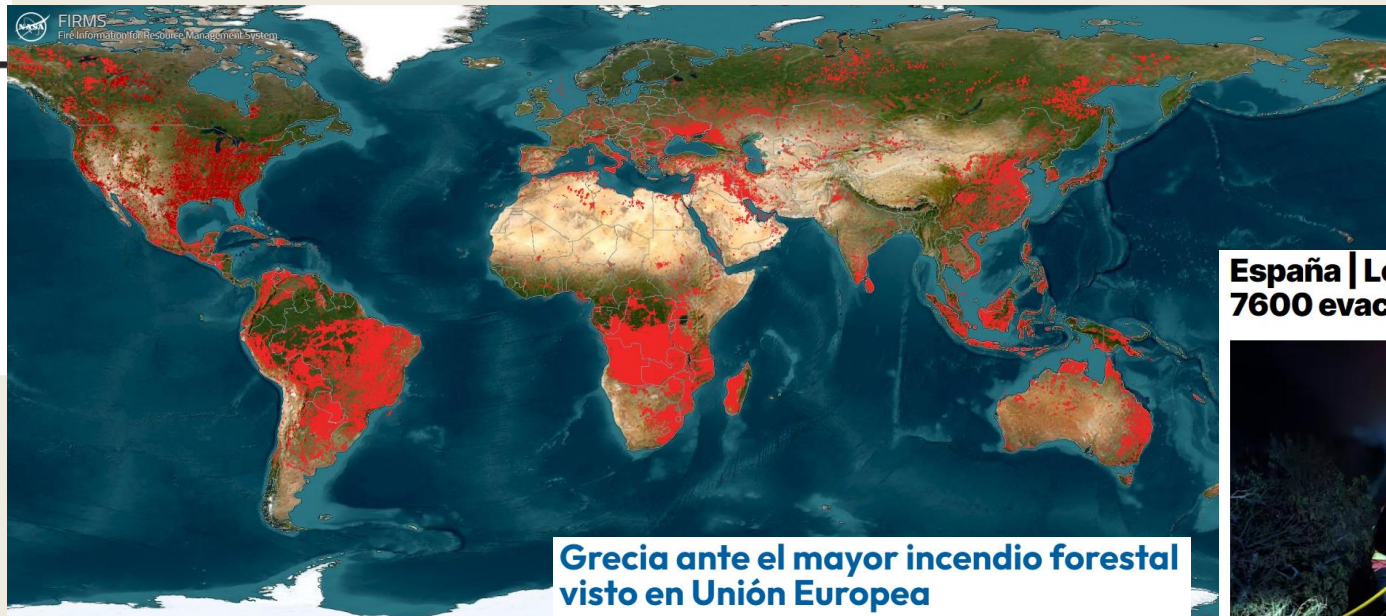 NASA
FIRMS
Fire Information for Resource Management System
España | L
7600 evac
Grecia ante el mayor incendio forestal
visto en Unión Europea